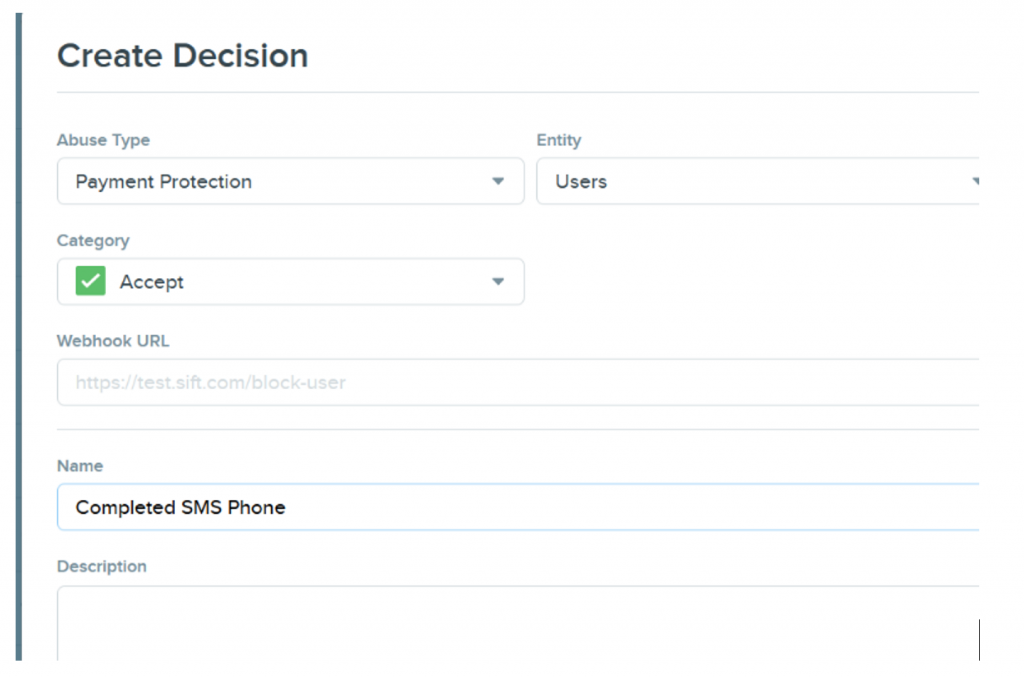 Create Decision
Abuse Type
Entity
Payment Protection
Users
Category
Accept
Webhook URL
https://test.sift.com/block-user
Name
Completed SMS Phone
Description